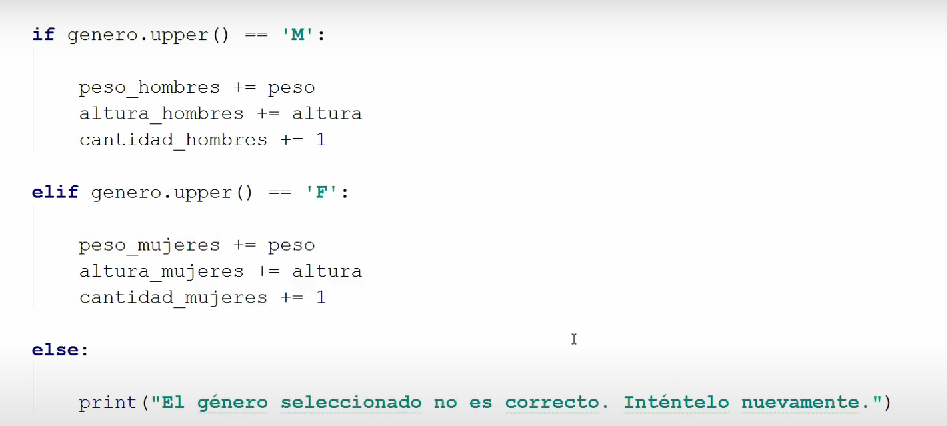 if genero.upper() == 'M':
peso_hombres += peso
altura_hombres += altura
cantidad_hombres += 1
elif genero.upper() == 'F':
peso_mujeres += peso
altura_mujeres += altura
cantidad_mujeres += 1
else:
print("El género seleccionado no es correcto. Inténtelo nuevamente.")